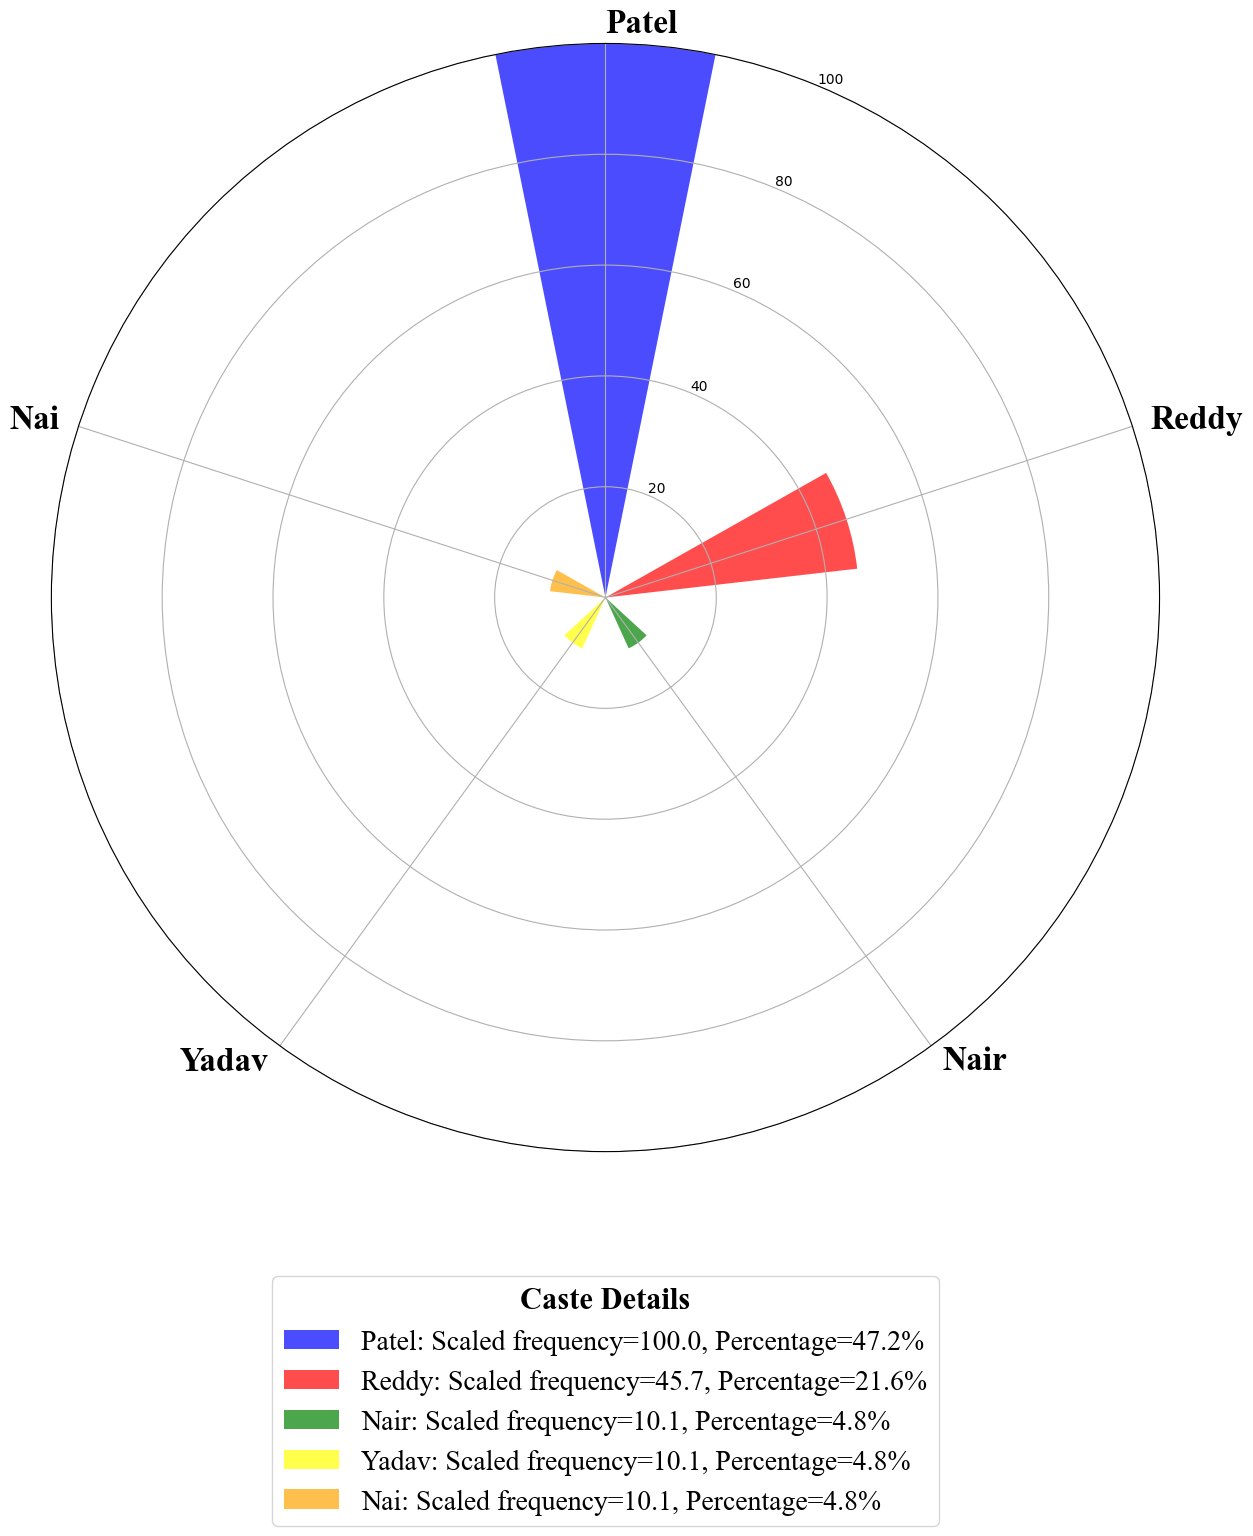 Patel
100
80
60
40
Nai
Reddy
20
Yadav
Nair
Caste Details
Patel: Scaled frequency=100.0, Percentage=47.2%
Reddy: Scaled frequency=45.7, Percentage=21.6%
Nair: Scaled frequency=10.1, Percentage=4.8%
Yadav: Scaled frequency=10.1, Percentage=4.8%
Nai: Scaled frequency=10.1, Percentage=4.8%